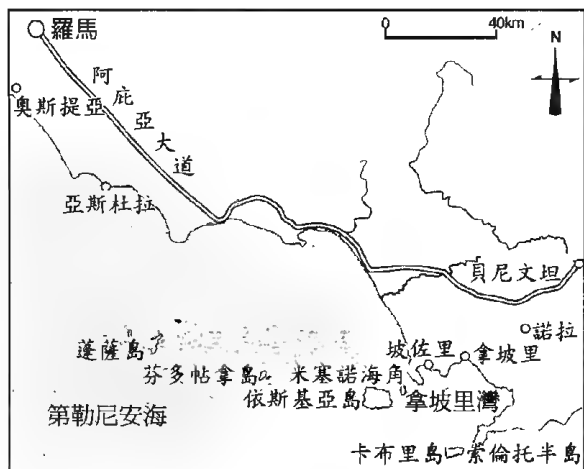 羅馬
0 40km
N
奧斯提亞
阿庇亞大道
亞斯杜拉
貝尼文坦
諾拉
蓬薩島
坡佐里
拿坡里
芬多帖拿島
米塞諾海角
依斯基亞島
拿坡里灣
第勒尼安海
卡布里島
索倫托半島